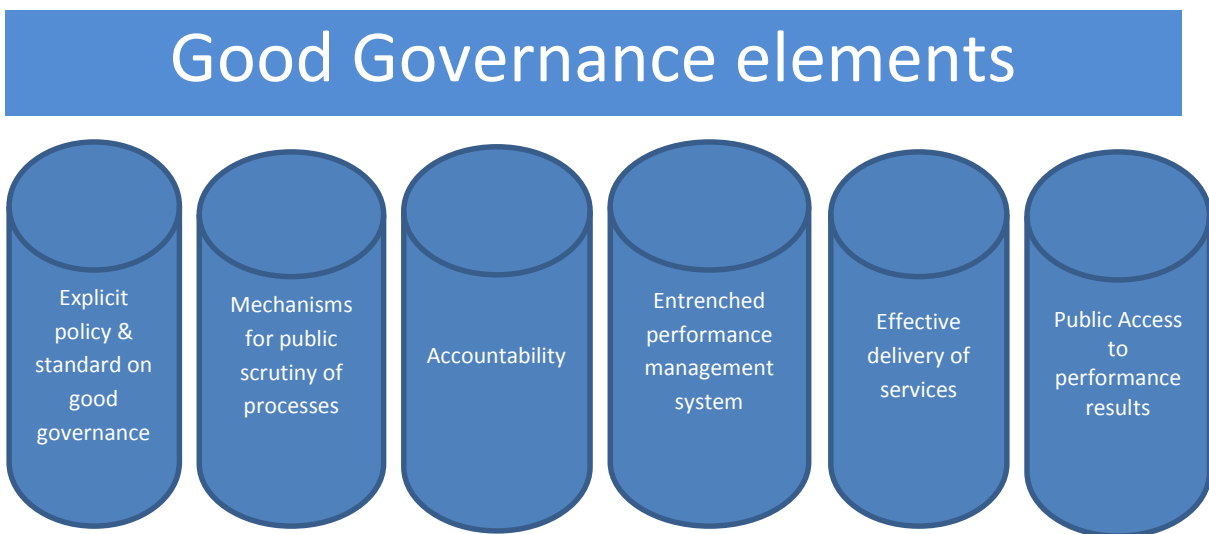 Good Governance elements
Explicit
policy &
standard on
good
governance
Mechanisms
for public
scrutiny of
processes
Accountability
Entrenched
performance
management
system
Effective
delivery of
services
Public Access
to
performance
results